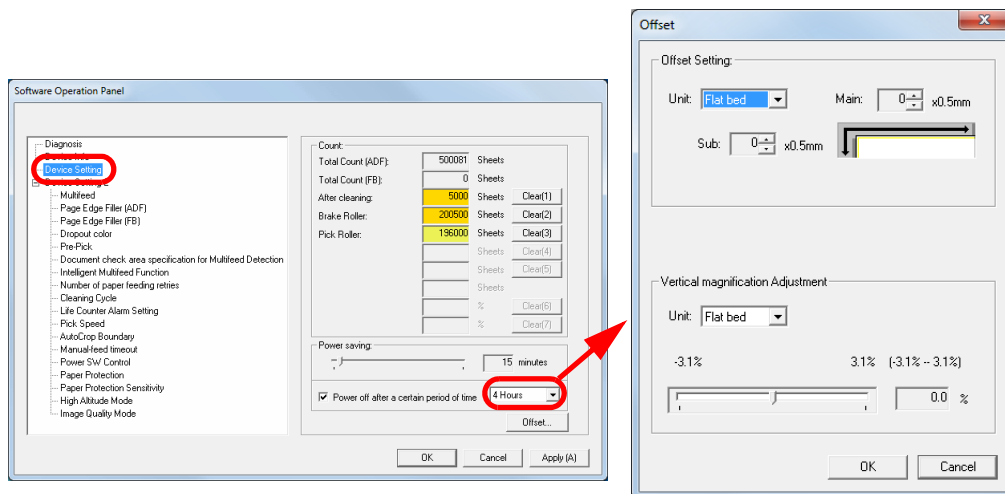 Software Operation Panel
Diagnosis
Device Setting
Multifeed
Page Edge Filler (ADF)
Page Edge Filler (FB)
Dropout color
Pre-Pick
Document check area specification for Multifeed Detection
Intelligent Multifeed Function
Number of paper feeding retries
Cleaning Cycle
Life Counter Alarm Setting
Pick Speed
AutoCrop Boundary
Manual-feed timeout
Power SW Control
Paper Protection
Paper Protection Sensitivity
High Altitude Mode
Image Quality Mode
Count:
Total Count (ADF): 500081 Sheets
Total Count (FB): 0 Sheets
After cleaning: 5000 Sheets Clear(1)
Brake Roller: 200500 Sheets Clear(2)
Pick Roller: 196000 Sheets Clear(3)
Sheets Clear(4)
Sheets Clear(5)
Sheets
% Clear(6)
% Clear(7)
Power saving:
15 minutes
Power off after a certain period of time 4 Hours
Offset...
OK Cancel Apply (A)
Offset
Offset Setting:
Unit: Flat bed Main: 0 x0.5mm
Sub: 0 x0.5mm
Vertical magnification Adjustment
Unit: Flat bed
-3.1% 3.1% (-3.1% -- 3.1%)
0.0 %
OK Cancel